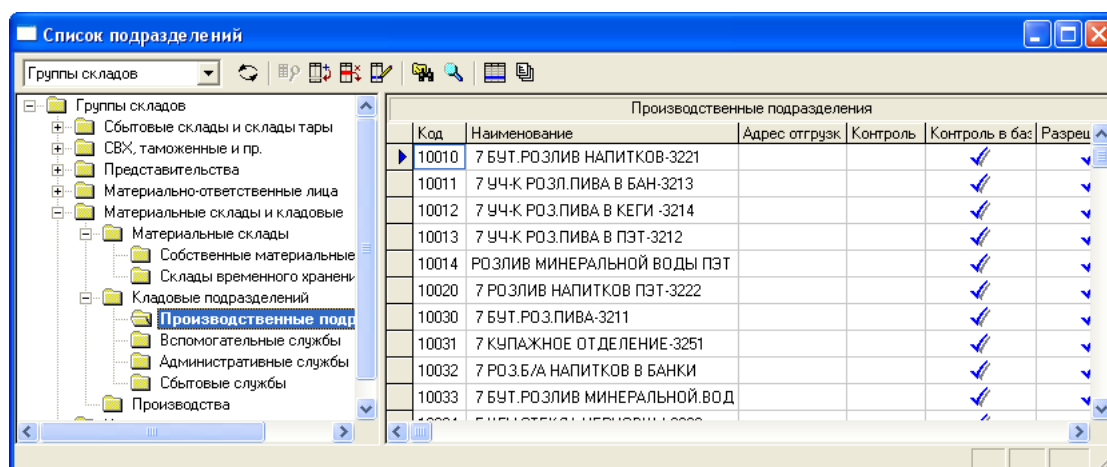 Список подразделений
Группы складов
Группы складов
Сбытовые склады и склады тары
СВХ, таможенные и пр.
Представительства
Материально-ответственные лица
Материальные склады и кладовые
Материальные склады
Собственные материальные
Склады временного хранени
Кладовые подразделений
Производственные подр
Вспомогательные службы
Административные службы
Сбытовые службы
Производства
Производственные подразделения
Код Наименование Адрес отгрузк Контроль Контроль в баз Разреш
10010 7 БУТ.РОЗЛИВ НАПИТКОВ-3221
10011 7 УЧ-К РОЗЛ.ПИВА В БАН-3213
10012 7 УЧ-К РОЗ.ПИВА В КЕГИ -3214
10013 7 УЧ-К РОЗ.ПИВА В ПЭТ-3212
10014 РОЗЛИВ МИНЕРАЛЬНОЙ ВОДЫ ПЭТ
10020 7 РОЗЛИВ НАПИТКОВ ПЭТ-3222
10030 7 БУТ.РОЗ.ПИВА-3211
10031 7 КУПАЖНОЕ ОТДЕЛЕНИЕ-3251
10032 7 РОЗ.Б/А НАПИТКОВ В БАНКИ
10033 7 БУТ.РОЗЛИВ МИНЕРАЛЬНОЙ.ВОД